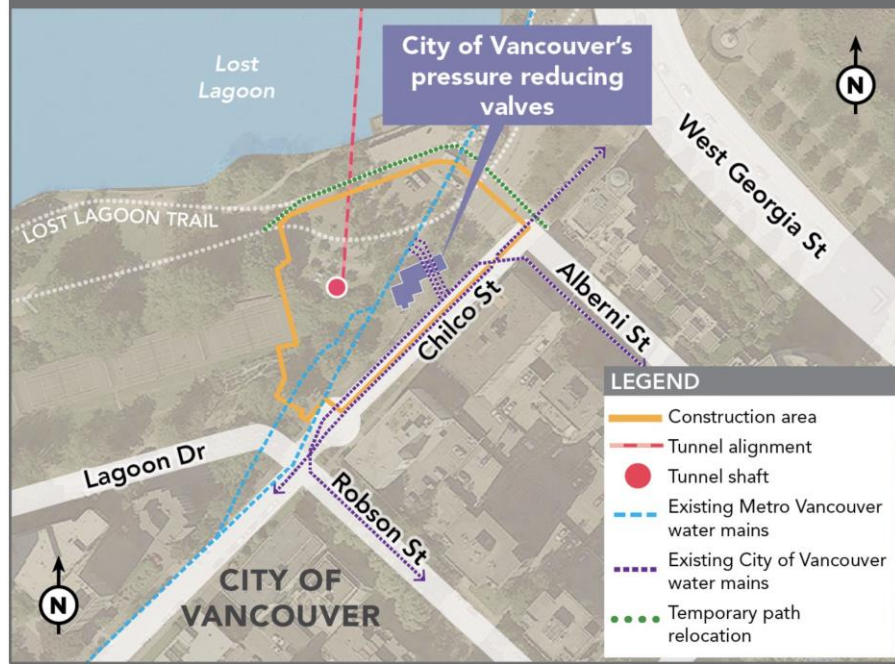 City of Vancouver's
pressure reducing
valves
Lost
Lagoon
N
West Georgia St
LOST LAGOON TRAIL
Alberni St
Chilco St
Lagoon Dr
Robson St
CITY OF
VANCOUVER
N
LEGEND
Construction area
Tunnel alignment
Tunnel shaft
Existing Metro Vancouver
water mains
Existing City of Vancouver
water mains
Temporary path
relocation